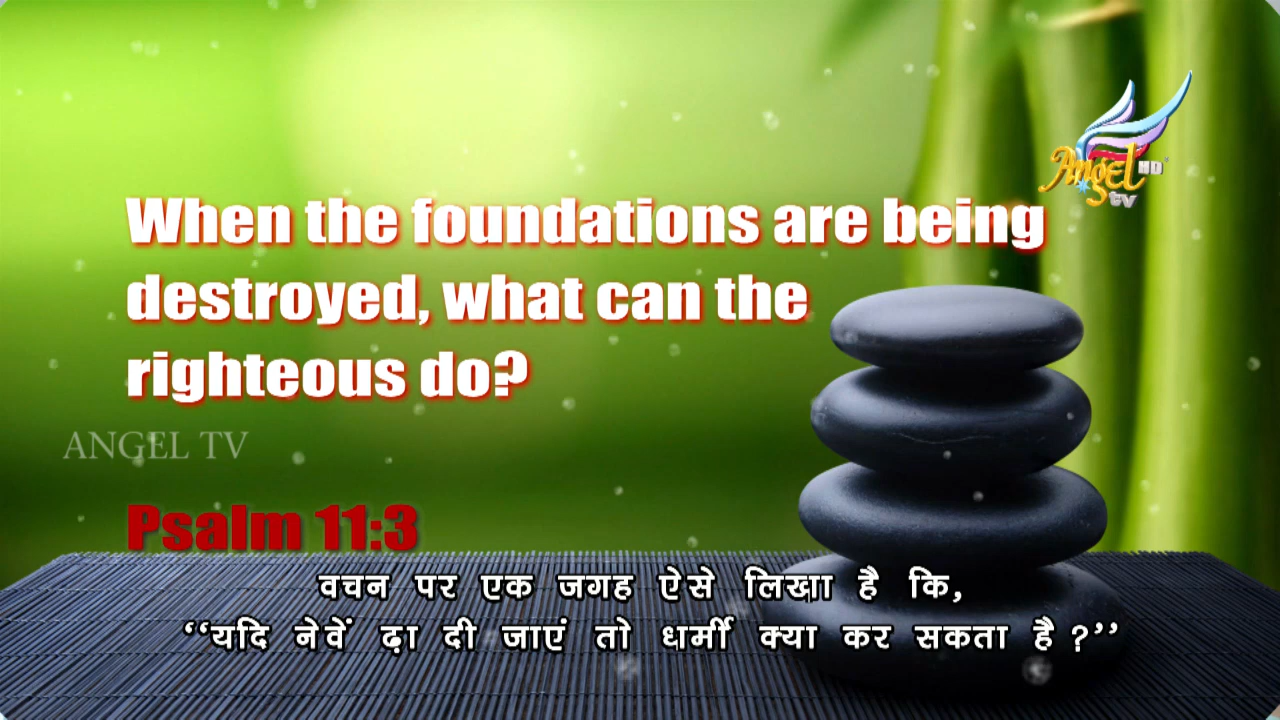 Angel HD
tv
When the foundations are being
destroyed, what can the
righteous do?
ANGEL TV
Psalm 11:3
वचन पर एक जगह ऐसे लिखा है कि,
‘‘यदि नेवें ढ़ा दी जाएं तो धर्मी क्या कर सकता है ?’’